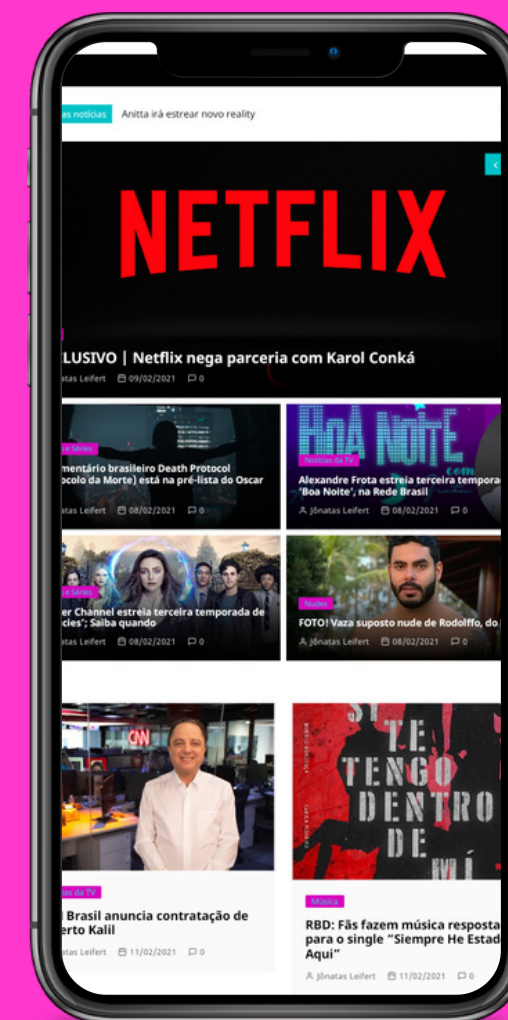 as notícias Anitta irá estrear novo reality
NETFLIX
LUSIVO | Netflix nega parceria com Karol Conká
natas Leifert 09/02/2021 0
e Séries
mentário brasileiro Death Protocol
ocolo da Morte) está na pré-lista do Oscar
atas Leifert 08/02/2021 0
BOA NOITE
com
Notícias da TV
Alexandre Frota estreia terceira tempora
'Boa Noite', na Rede Brasil
Jônatas Leifert 08/02/2021 0
e Séries
er Channel estreia terceira temporada de
cies'; Saiba quando
atas Leifert 08/02/2021 0
Nudes
FOTO! Vaza suposto nude de Rodolffo, do
Jônatas Leifert 08/02/2021 0
CNN
ias da TV
Brasil anuncia contratação de
erto Kalil
atas Leifert 11/02/2021 0
TE
TENGO
DENTRO
DE
MÍ
Música
RBD: Fãs fazem música resposta
para o single “Siempre He Estad
Aqui”
Jônatas Leifert 11/02/2021 0